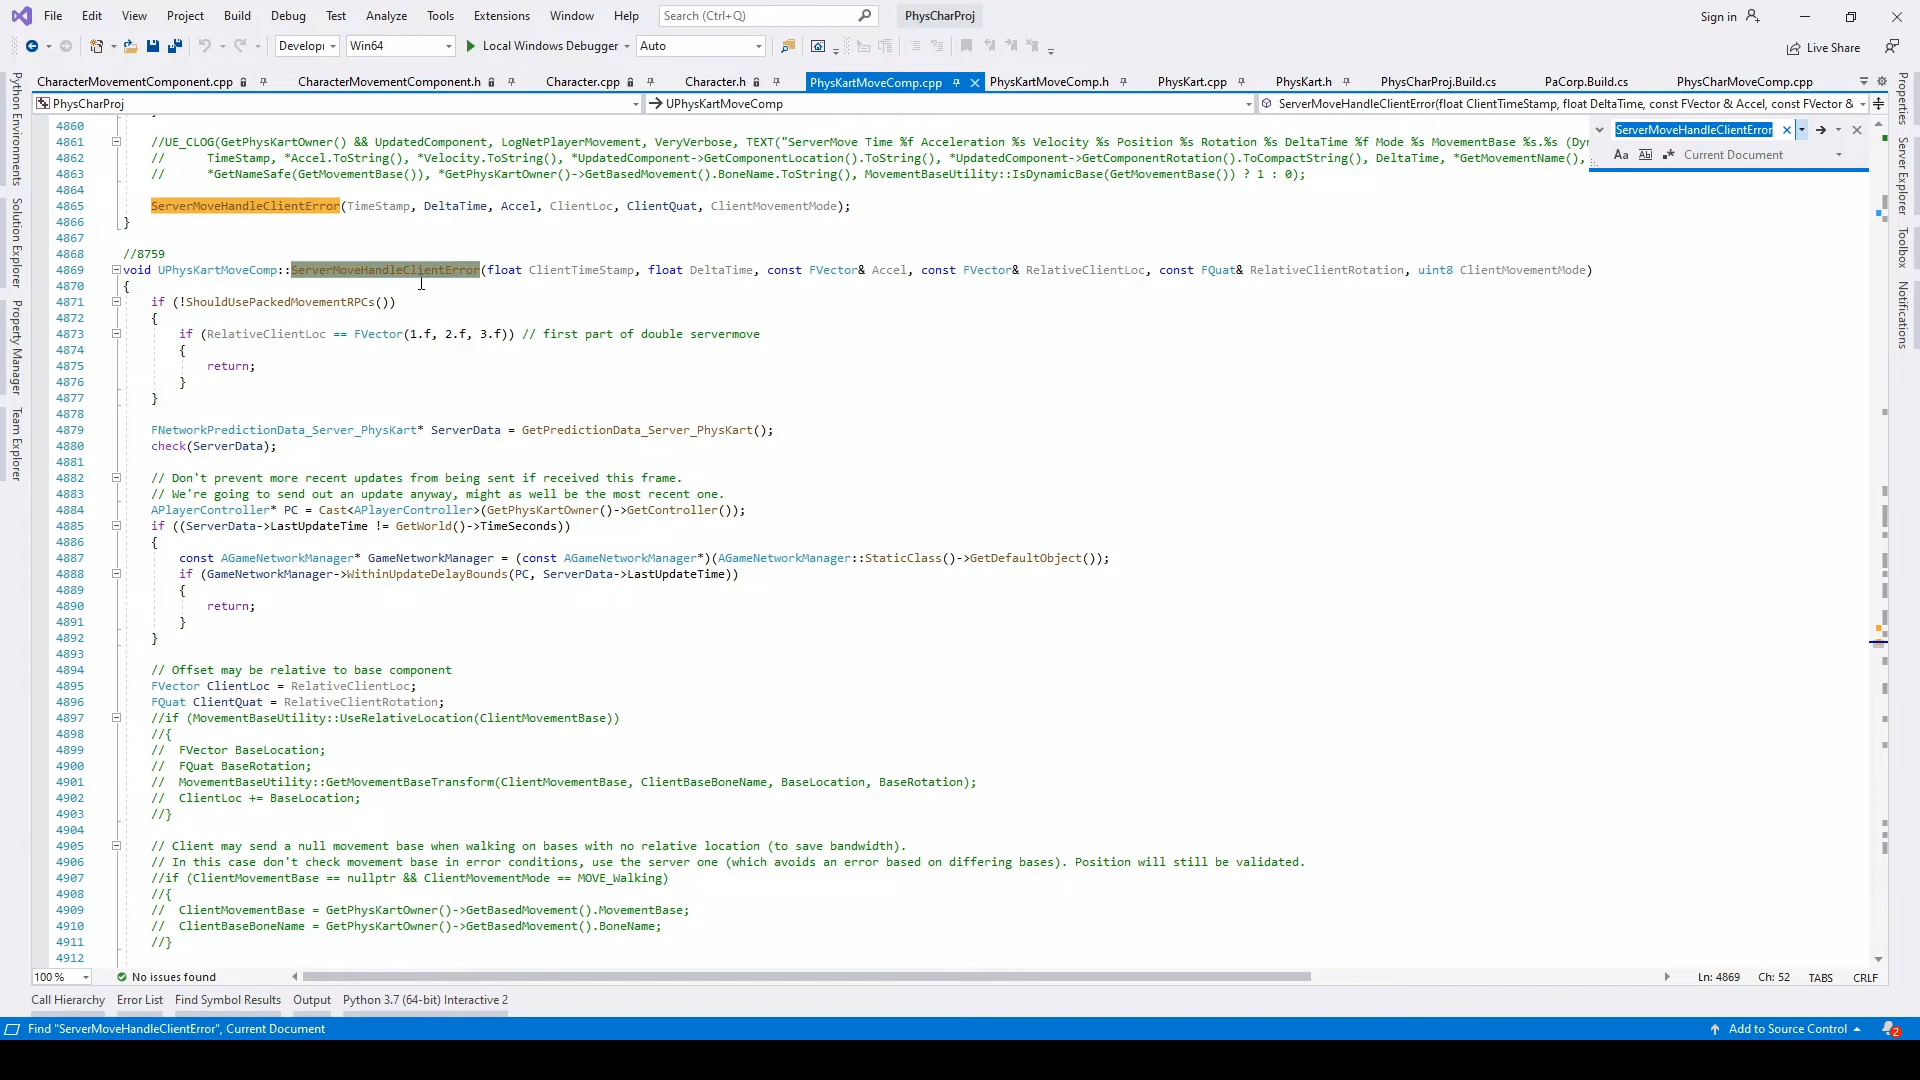 File Edit View Project Build Debug Test Analyze Tools Extensions Window Help Search (Ctrl+Q) PhysCharProj Sign in
Develop Win64 Local Windows Debugger Auto Live Share
CharacterMovementComponent.cpp CharacterMovementComponent.h Character.cpp Character.h PhysKartMoveComp.cpp PhysKartMoveComp.h PhysKart.cpp PhysKart.h PhysCharProj.Build.cs PaCorp.Build.cs PhysCharMoveComp.cpp
PhysCharProj UPhysKartMoveComp ServerMoveHandleClientError(float ClientTimeStamp, float DeltaTime, const FVector & Accel, const FVector &
ServerMoveHandleClientError
Aa Current Document
Python Environments
Solution Explorer
Property Manager
Team Explorer
Properties
Server Explorer
Toolbox
Notifications
4860
4861 //UE_CLOG(GetPhysKartOwner() && UpdatedComponent, LogNetPlayerMovement, VeryVerbose, TEXT("ServerMove Time %f Acceleration %s Velocity %s Position %s Rotation %s DeltaTime %f Mode %s MovementBase %s.%s (Dyn
4862 // TimeStamp, *Accel.ToString(), *Velocity.ToString(), *UpdatedComponent->GetComponentLocation().ToString(), *UpdatedComponent->GetComponentRotation().ToCompactString(), DeltaTime, *GetMovementName(),
4863 // *GetNameSafe(GetMovementBase()), *GetPhysKartOwner()->GetBasedMovement().BoneName.ToString(), MovementBaseUtility::IsDynamicBase(GetMovementBase()) ? 1 : 0);
4864
4865 ServerMoveHandleClientError(TimeStamp, DeltaTime, Accel, ClientLoc, ClientQuat, ClientMovementMode);
4866 }
4867
4868 //8759
4869 void UPhysKartMoveComp::ServerMoveHandleClientError(float ClientTimeStamp, float DeltaTime, const FVector& Accel, const FVector& RelativeClientLoc, const FQuat& RelativeClientRotation, uint8 ClientMovementMode)
4870 {
4871 if (!ShouldUsePackedMovementRPCs())
4872 {
4873 if (RelativeClientLoc == FVector(1.f, 2.f, 3.f)) // first part of double servermove
4874 {
4875 return;
4876 }
4877 }
4878
4879 FNetworkPredictionData_Server_PhysKart* ServerData = GetPredictionData_Server_PhysKart();
4880 check(ServerData);
4881
4882 // Don't prevent more recent updates from being sent if received this frame.
4883 // We're going to send out an update anyway, might as well be the most recent one.
4884 APlayerController* PC = Cast<APlayerController>(GetPhysKartOwner()->GetController());
4885 if ((ServerData->LastUpdateTime != GetWorld()->TimeSeconds))
4886 {
4887 const AGameNetworkManager* GameNetworkManager = (const AGameNetworkManager*)(AGameNetworkManager::StaticClass()->GetDefaultObject());
4888 if (GameNetworkManager->WithinUpdateDelayBounds(PC, ServerData->LastUpdateTime))
4889 {
4890 return;
4891 }
4892 }
4893
4894 // Offset may be relative to base component
4895 FVector ClientLoc = RelativeClientLoc;
4896 FQuat ClientQuat = RelativeClientRotation;
4897 //if (MovementBaseUtility::UseRelativeLocation(ClientMovementBase))
4898 //{
4899 // FVector BaseLocation;
4900 // FQuat BaseRotation;
4901 // MovementBaseUtility::GetMovementBaseTransform(ClientMovementBase, ClientBaseBoneName, BaseLocation, BaseRotation);
4902 // ClientLoc += BaseLocation;
4903 //}
4904
4905 // Client may send a null movement base when walking on bases with no relative location (to save bandwidth).
4906 // In this case don't check movement base in error conditions, use the server one (which avoids an error based on differing bases). Position will still be validated.
4907 //if (ClientMovementBase == nullptr && ClientMovementMode == MOVE_Walking)
4908 //{
4909 // ClientMovementBase = GetPhysKartOwner()->GetBasedMovement().MovementBase;
4910 // ClientBaseBoneName = GetPhysKartOwner()->GetBasedMovement().BoneName;
4911 //}
4912
100 % No issues found Ln: 4869 Ch: 52 TABS CRLF
Call Hierarchy Error List Find Symbol Results Output Python 3.7 (64-bit) Interactive 2
Find "ServerMoveHandleClientError", Current Document Add to Source Control 2